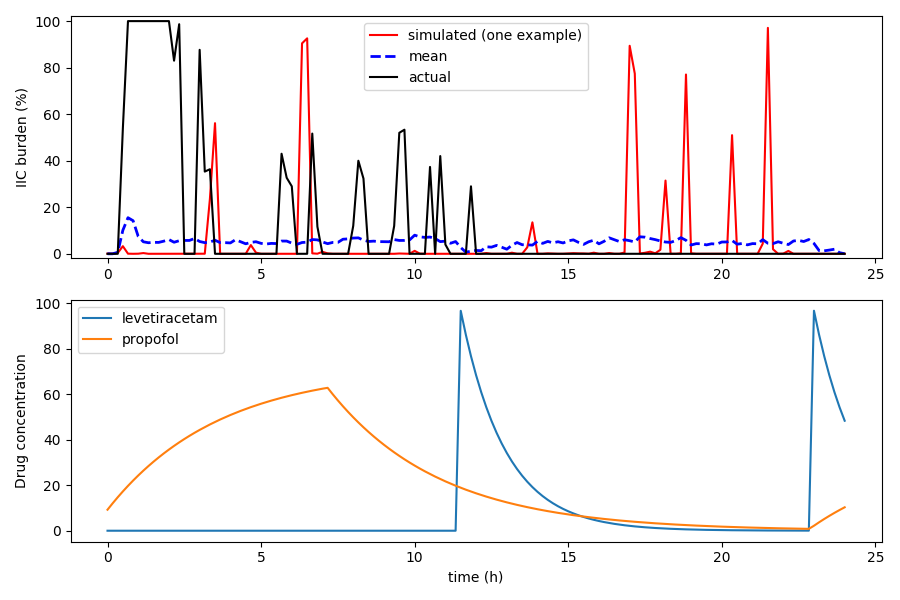 100
80
60
40
20
0
IIC burden (%)
simulated (one example)
mean
actual
0 5 10 15 20 25
100
80
60
40
20
0
Drug concentration
levetiracetam
propofol
0 5 10 15 20 25
time (h)